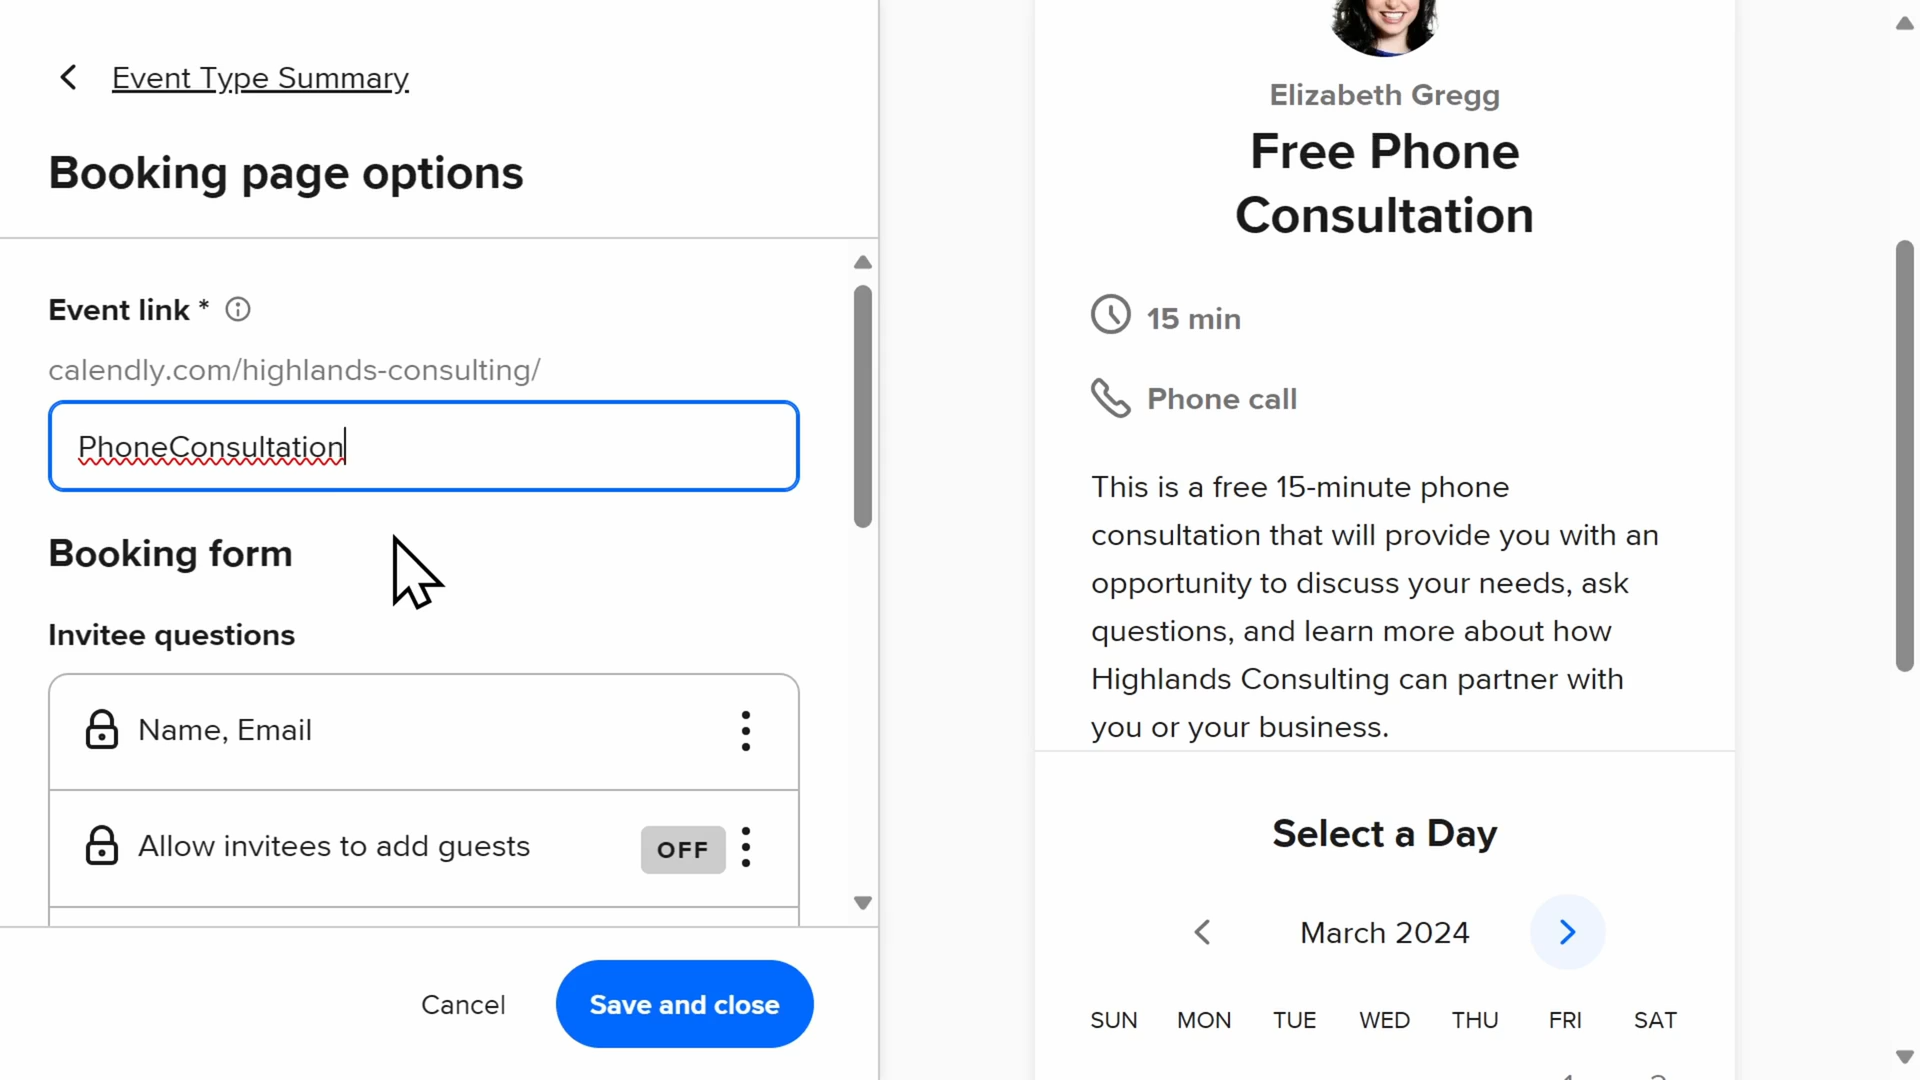 Event Type Summary
Booking page options
Event link *
calendly.com/highlands-consulting/
PhoneConsultation
Booking form
Invitee questions
Name, Email
Allow invitees to add guests
OFF
Cancel
Save and close
Elizabeth Gregg
Free Phone
Consultation
15 min
Phone call
This is a free 15-minute phone
consultation that will provide you with an
opportunity to discuss your needs, ask
questions, and learn more about how
Highlands Consulting can partner with
you or your business.
Select a Day
March 2024
SUN MON TUE WED THU FRI SAT